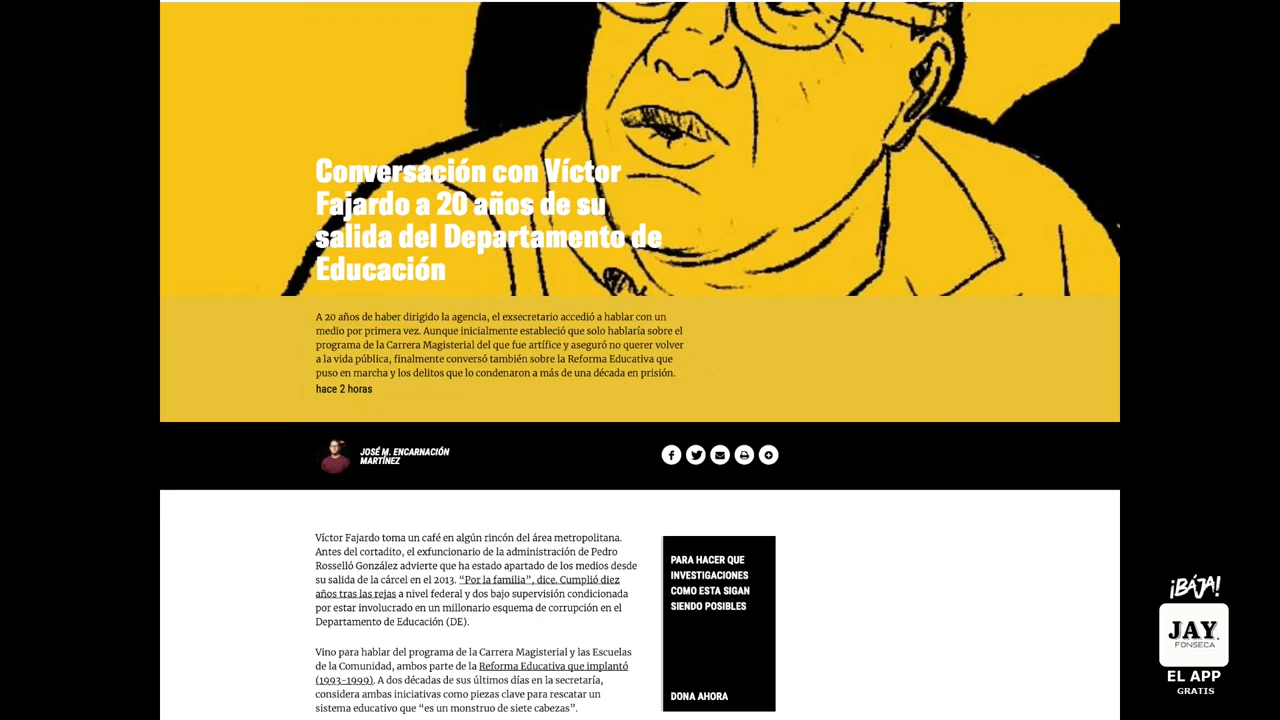 Conversación con Víctor
Fajardo a 20 años de su
salida del Departamento de
Educación
A 20 años de haber dirigido la agencia, el exsecretario accedió a hablar con un
medio por primera vez. Aunque inicialmente estableció que solo hablaría sobre el
programa de la Carrera Magisterial del que fue artífice y aseguró no querer volver
a la vida pública, finalmente conversó también sobre la Reforma Educativa que
puso en marcha y los delitos que lo condenaron a más de una década en prisión.
hace 2 horas
JOSÉ M. ENCARNACIÓN
MARTÍNEZ
Víctor Fajardo toma un café en algún rincón del área metropolitana.
Antes del cortadito, el exfuncionario de la administración de Pedro
Rosselló González advierte que ha estado apartado de los medios desde
su salida de la cárcel en el 2013. “Por la familia”, dice. Cumplió diez
años tras las rejas a nivel federal y dos bajo supervisión condicionada
por estar involucrado en un millonario esquema de corrupción en el
Departamento de Educación (DE).
Vino para hablar del programa de la Carrera Magisterial y las Escuelas
de la Comunidad, ambos parte de la Reforma Educativa que implantó
(1993-1999). A dos décadas de sus últimos días en la secretaría,
considera ambas iniciativas como piezas clave para rescatar un
sistema educativo que “es un monstruo de siete cabezas”.
PARA HACER QUE
INVESTIGACIONES
COMO ESTA SIGAN
SIENDO POSIBLES
DONA AHORA
¡BÁJA!
JAY.
FONSECA
EL APP
GRATIS